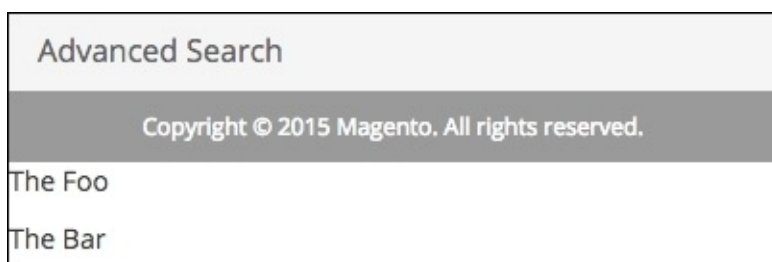 Advanced Search
Copyright © 2015 Magento. All rights reserved.
The Foo
The Bar